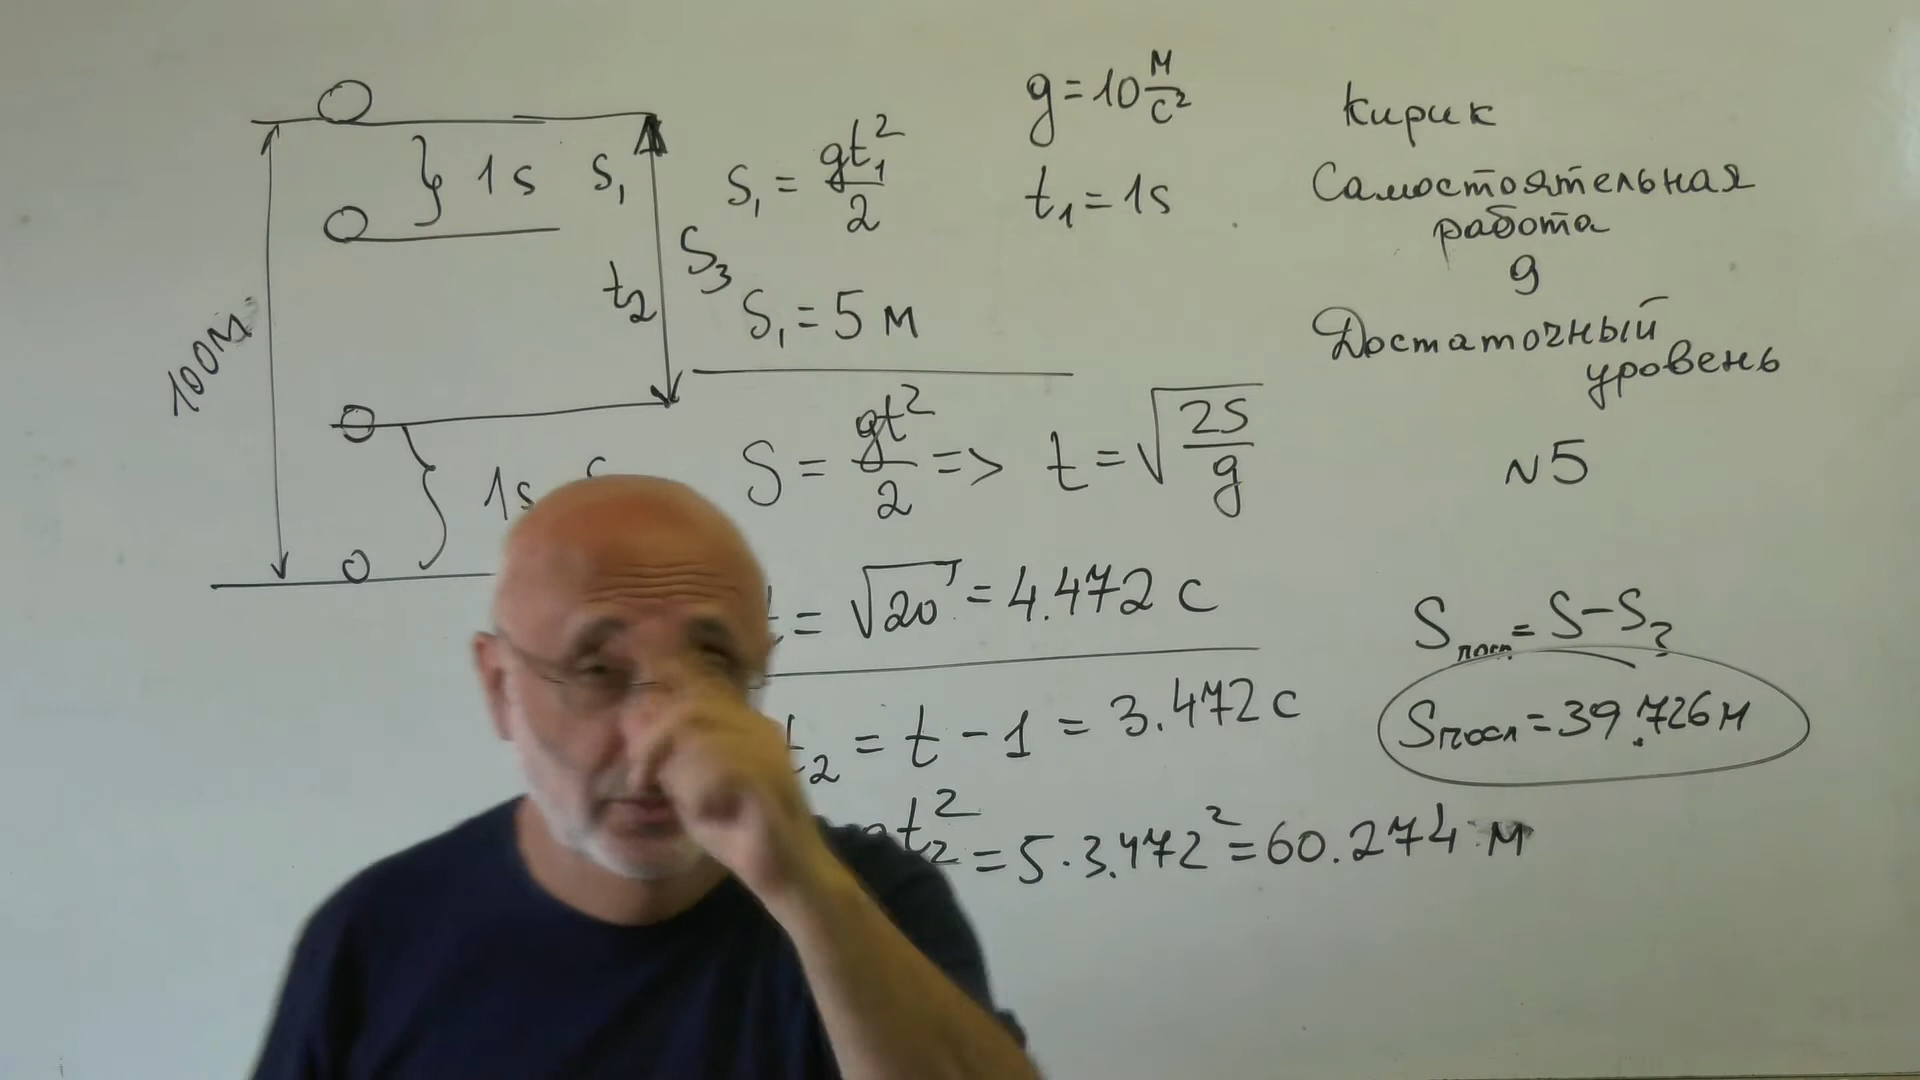 100м
1s S₁
t₂
S₃
1s
S₁ = gt₁²/2
S₁ = 5 м
g = 10 м/с²
t₁ = 1s
S = gt²/2 => t = √(2S/g)
t = √20 = 4.472 с
t₂ = t - 1 = 3.472 с
gt₂² = 5 · 3.472² = 60.274 м
Кирик
Самостоятельная
работа
9
Достаточный
уровень
N5
Sпосл = S - S₃
Sпосл = 39.726 м